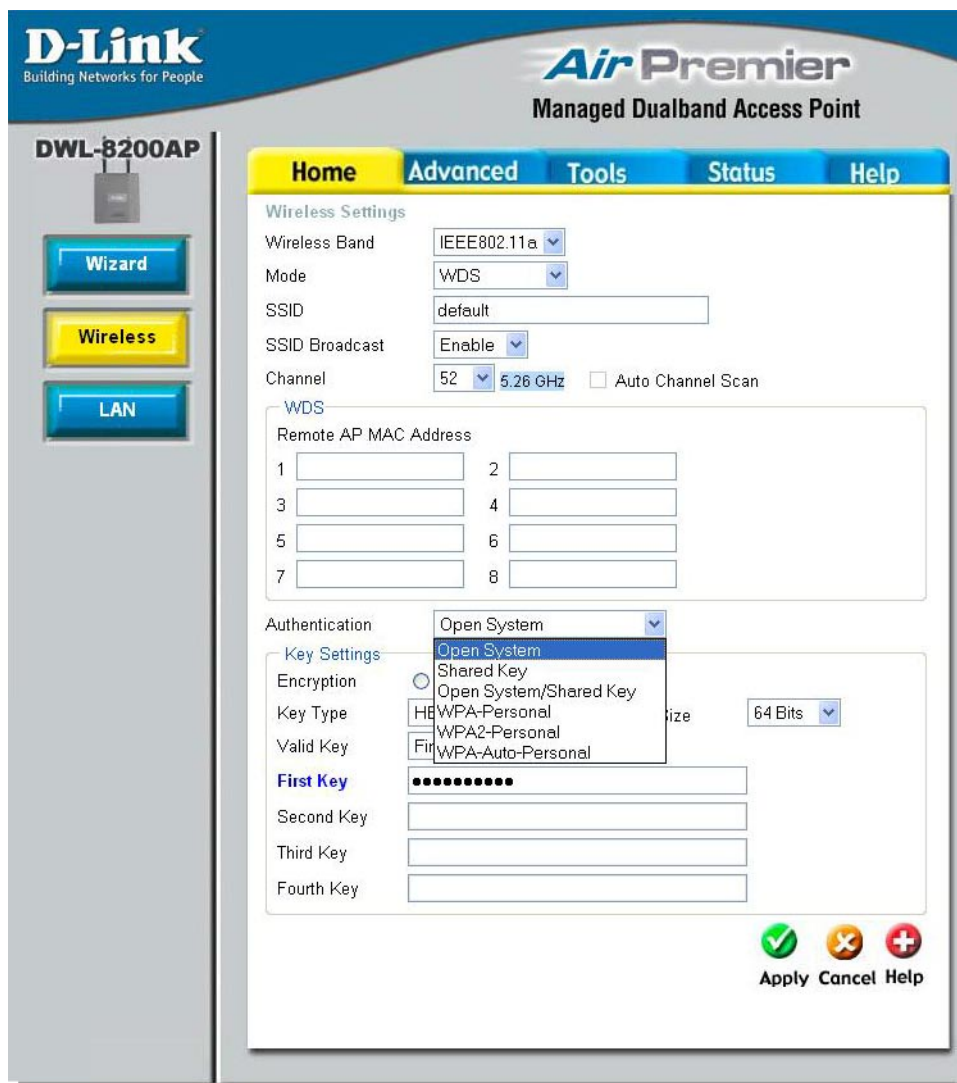 D-Link
Building Networks for People
Air Premier
Managed Dualband Access Point
DWL-8200AP
Home Advanced Tools Status Help
Wizard
Wireless
LAN
Wireless Settings
Wireless Band IEEE802.11a
Mode WDS
SSID default
SSID Broadcast Enable
Channel 52 5.26 GHz Auto Channel Scan
WDS
Remote AP MAC Address
1 2
3 4
5 6
7 8
Authentication Open System
Open System
Shared Key
Open System/Shared Key
WPA-Personal
WPA2-Personal
WPA-Auto-Personal
Key Settings
Encryption
Key Type 64 Bits
Valid Key
First Key ●●●●●●●●●●
Second Key
Third Key
Fourth Key
Apply Cancel Help